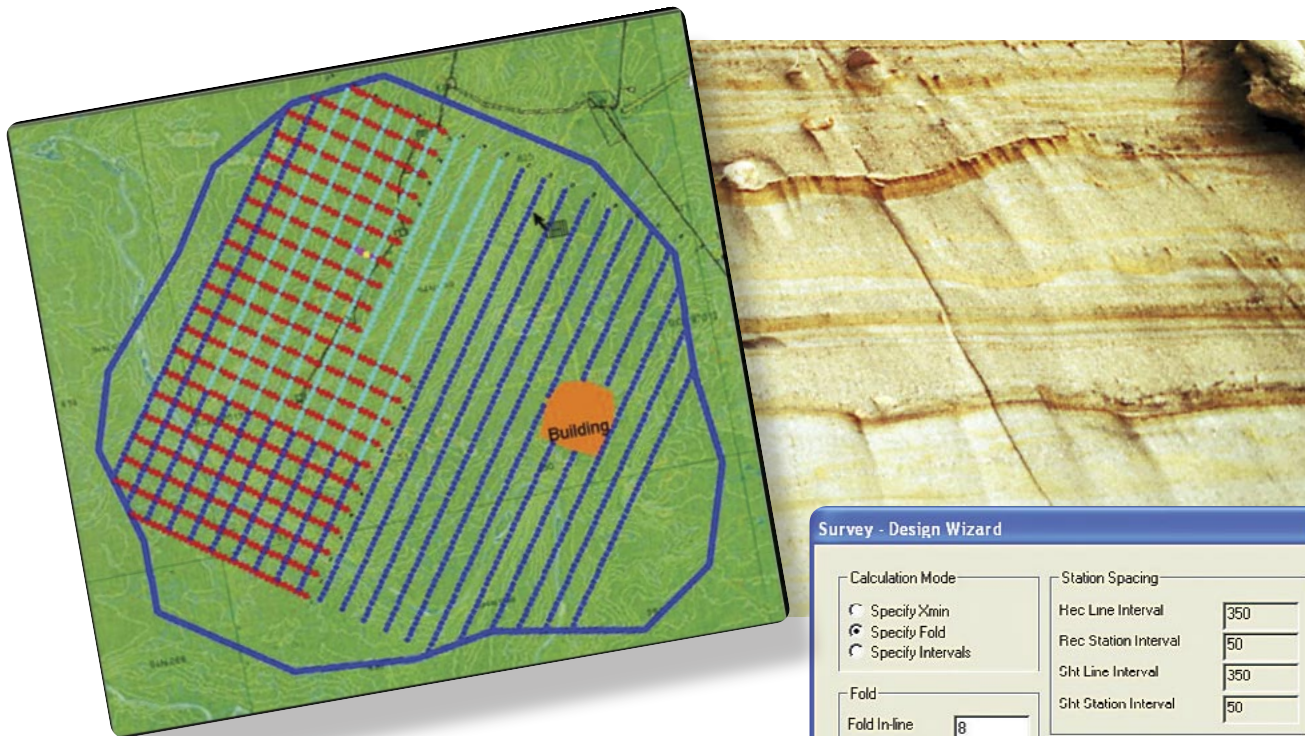 Building
Survey - Design Wizard
Calculation Mode
Specify Xmin
Specify Fold
Specify Intervals
Fold
Fold In-line
8
Station Spacing
Rec Line Interval
350
Rec Station Interval
50
Sht Line Interval
350
Sht Station Interval
50